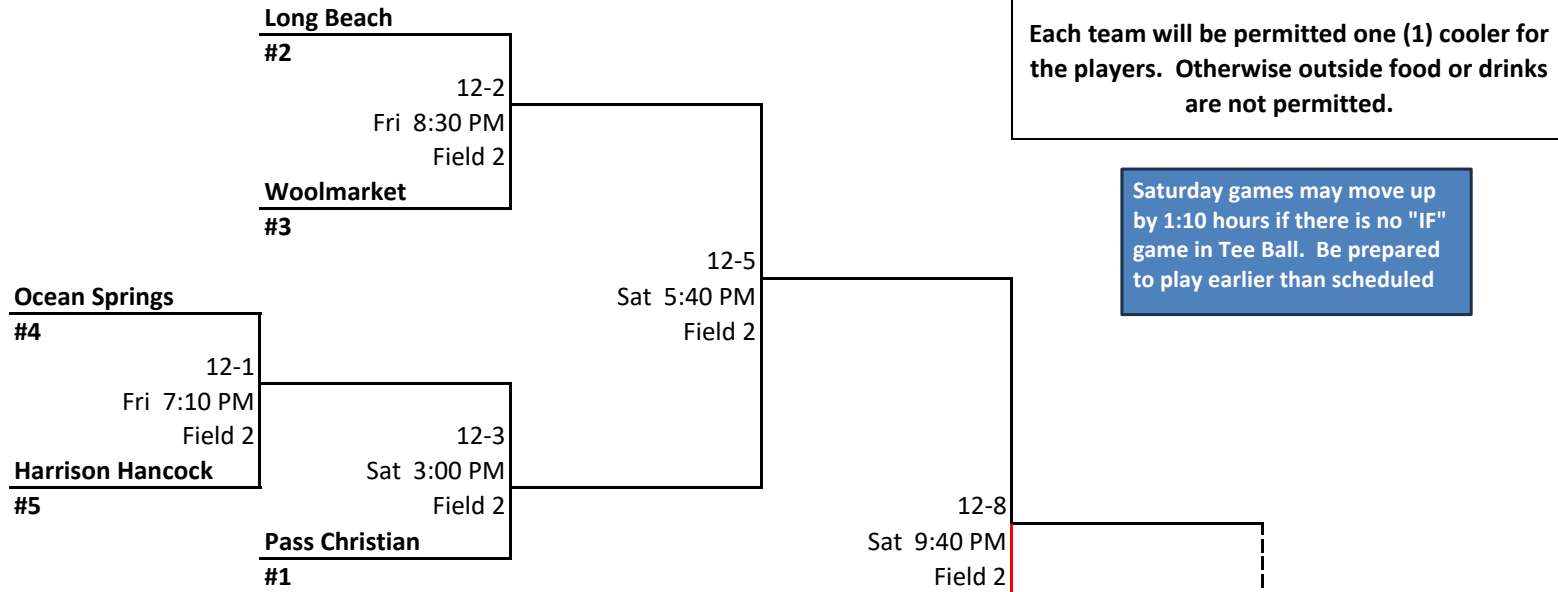 Long Beach
#2
12-2
Fri  8:30 PM
Field 2
Woolmarket
#3
Each team will be permitted one (1) cooler for
the players.  Otherwise outside food or drinks
are not permitted.
Saturday games may move up
by 1:10 hours if there is no "IF"
game in Tee Ball.  Be prepared
to play earlier than scheduled
12-5
Sat  5:40 PM
Field 2
Ocean Springs
#4
12-1
Fri  7:10 PM
Field 2
Harrison Hancock
#5
12-3
Sat  3:00 PM
Field 2
Pass Christian
#1
12-8
Sat  9:40 PM
Field 2